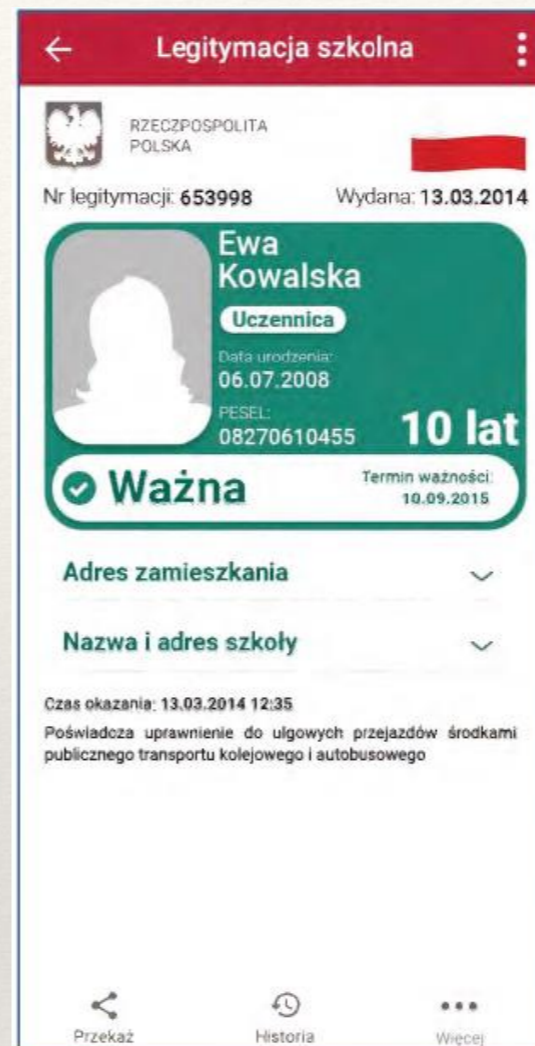 Legitymacja szkolna
RZECZPOSPOLITA
POLSKA
Nr legitymacji: 653998 Wydana: 13.03.2014
Ewa
Kowalska
Uczennica
Data urodzenia:
06.07.2008
PESEL:
08270610455
10 lat
Ważna
Termin ważności:
10.09.2015
Adres zamieszkania
Nazwa i adres szkoły
Czas okazania: 13.03.2014 12:35
Poświadcza uprawnienie do ulgowych przejazdów środkami
publicznego transportu kolejowego i autobusowego
Przekaż Historia Więcej